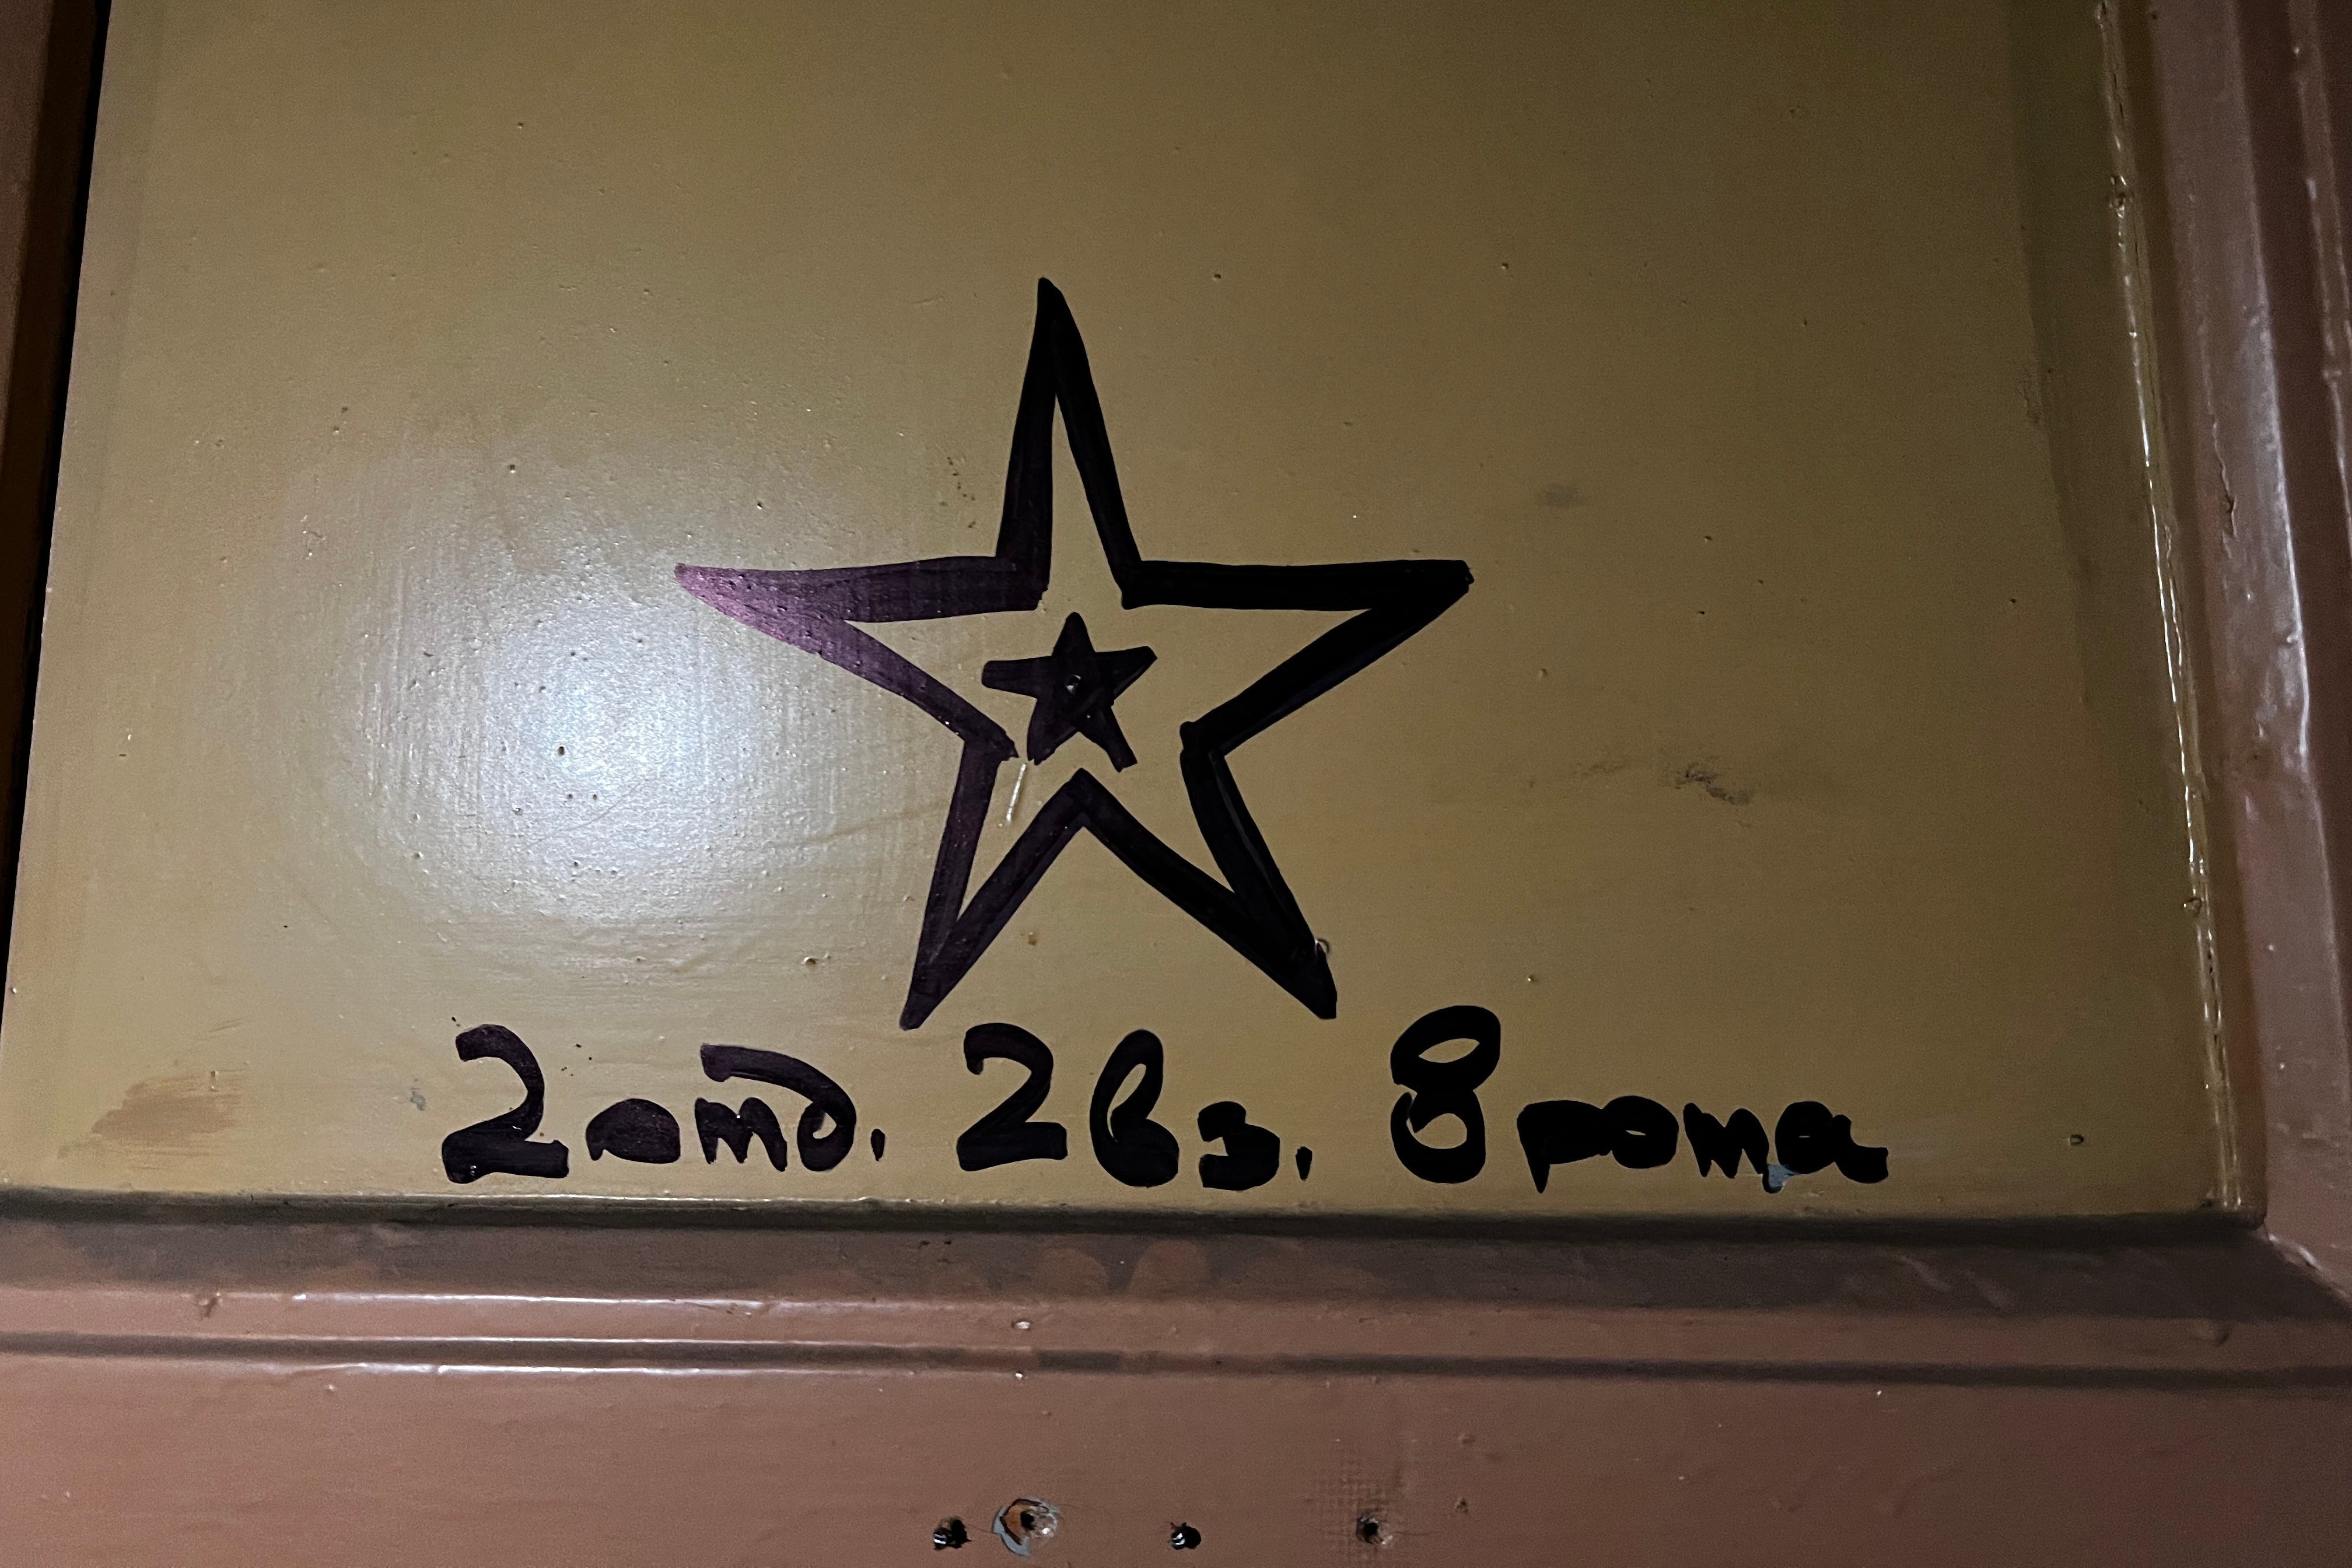 2 отд. 2 вз. 8 рота